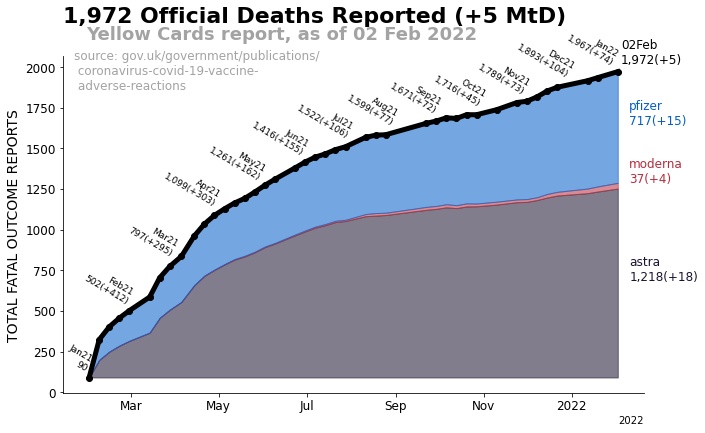 1,972 Official Deaths Reported (+5 MtD)
Yellow Cards report, as of 02 Feb 2022
source: gov.uk/government/publications/
coronavirus-covid-19-vaccine-
adverse-reactions
TOTAL FATAL OUTCOME REPORTS
2000
1750
1500
1250
1000
750
500
250
0
Jan21
90
Feb21
502(+412)
Mar21
797(+295)
Apr21
1,099(+303)
May21
1,261(+162)
Jun21
1,416(+155)
Jul21
1,522(+106)
Aug21
1,599(+77)
Sep21
1,671(+72)
Oct21
1,716(+45)
Nov21
1,789(+73)
Dec21
1,893(+104)
Jan22
1,967(+74)
02Feb
1,972(+5)
pfizer
717(+15)
moderna
37(+4)
astra
1,218(+18)
Mar
May
Jul
Sep
Nov
2022
2022